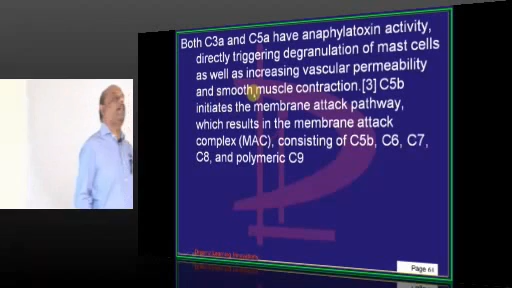 Both C3a and C5a have anaphylatoxin activity,
directly triggering degranulation of mast cells
as well as increasing vascular permeability
and smooth muscle contraction.[3] C5b
initiates the membrane attack pathway,
which results in the membrane attack
complex (MAC), consisting of C5b, C6, C7,
C8, and polymeric C9